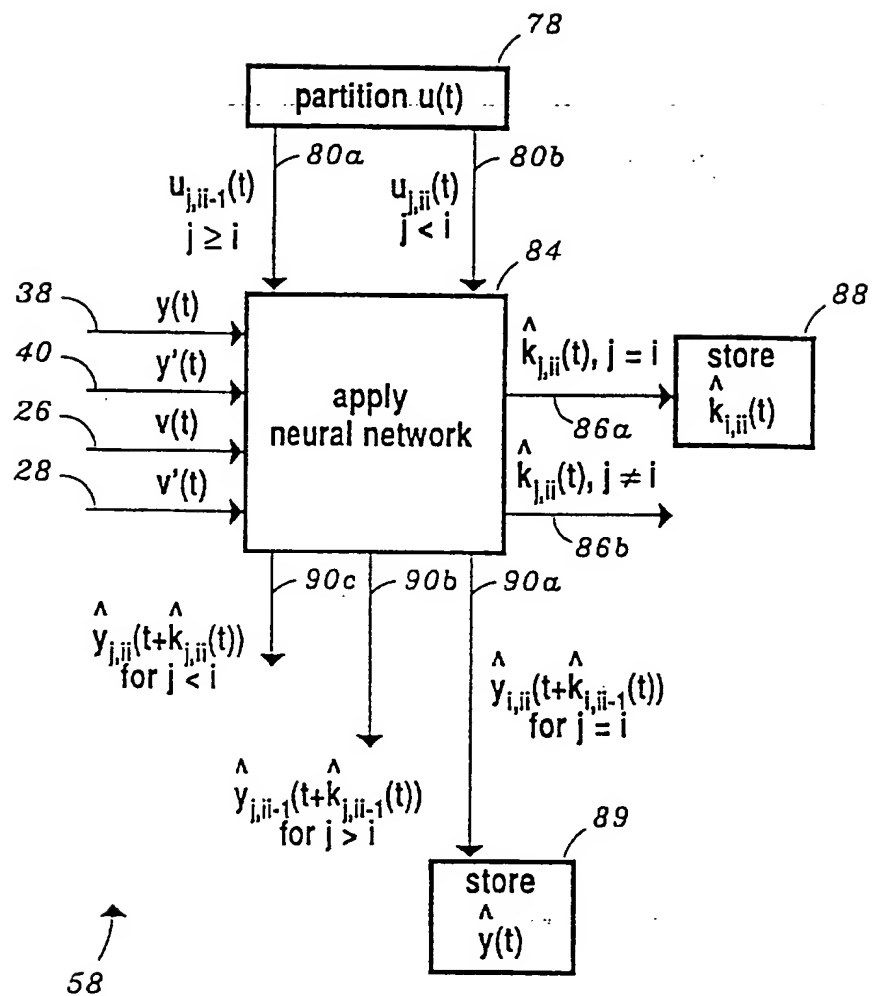 78
partition u(t)
80a
80b
u_{j,ii-1}(t)
j ≥ i
u_{j,ii}(t)
j < i
84
38
y(t)
40
y'(t)
26
v(t)
28
v'(t)
apply
neural network
k̂_{j,ii}(t), j = i
86a
88
store
k̂_{i,ii}(t)
k̂_{j,ii}(t), j ≠ i
86b
90c
90b
90a
ŷ_{j,ii}(t+k̂_{j,ii}(t))
for j < i
ŷ_{i,ii}(t+k̂_{i,ii-1}(t))
for j = i
ŷ_{j,ii-1}(t+k̂_{j,ii-1}(t))
for j > i
89
store
ŷ(t)
58